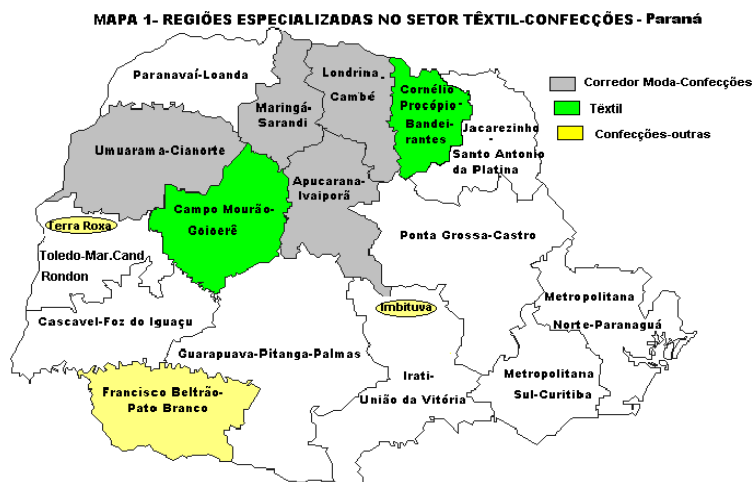 MAPA 1- REGIÕES ESPECIALIZADAS NO SETOR TÊXTIL-CONFECÇÕES - Paraná
Paranavaí-Loanda
Londrina-
Cambé
Cornélio
Procópio-
Bandei-
rantes
Corredor Moda-Confecções
Têxtil
Confecções-outras
Maringá-
Sarandi
Jacarezinho-
Santo Antonio
da Platina
Umuarama-Cianorte
Apucarana-
Ivaiporã
Campo Mourão-
Goioerê
Terra Roxa
Ponta Grossa-Castro
Toledo-Mar.Cand
Rondon
Metropolitana
Norte-Paranaguá
Imbituva
Cascavel-Foz do Iguaçu
Guarapuava-Pitanga-Palmas
Irati-
União da Vitória
Metropolitana
Sul-Curitiba
Francisco Beltrão-
Pato Branco